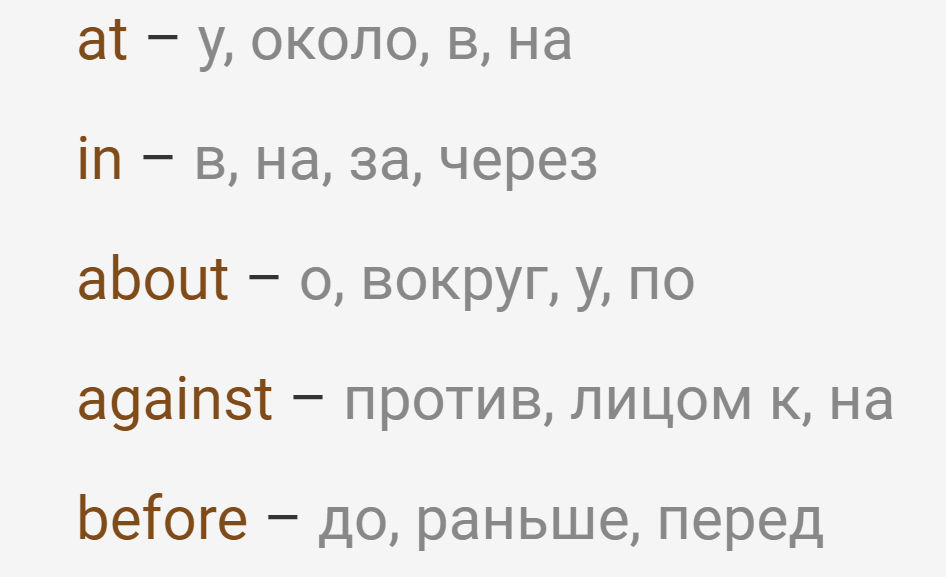 at – у, около, в, на
in – в, на, за, через
about – о, вокруг, у, по
against – против, лицом к, на
before – до, раньше, перед